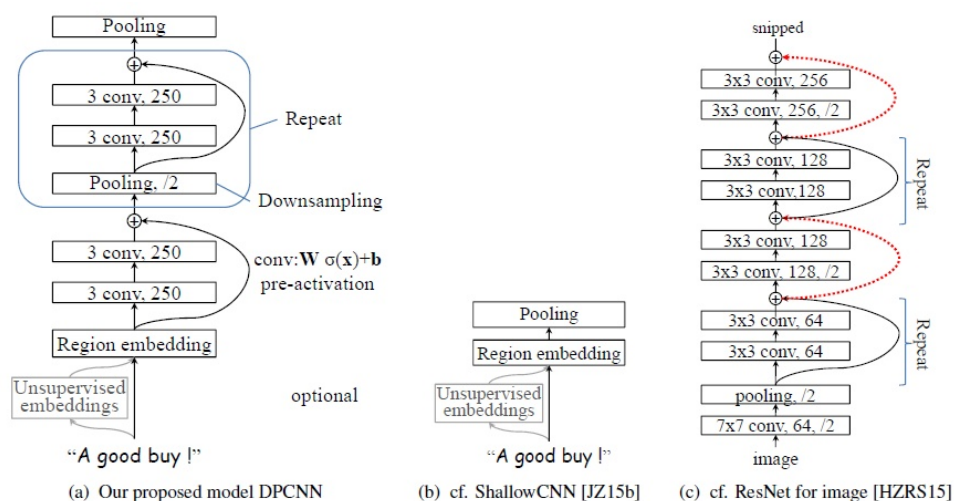 Pooling
3 conv, 250
3 conv, 250
Repeat
Pooling, /2
Downsampling
3 conv, 250
conv:W σ(x)+b
pre-activation
3 conv, 250
Region embedding
Unsupervised
embeddings
optional
“A good buy !”
(a) Our proposed model DPCNN
Pooling
Region embedding
Unsupervised
embeddings
“A good buy !”
(b) cf. ShallowCNN [JZ15b]
snipped
3x3 conv, 256
3x3 conv, 256, /2
3x3 conv, 128
3x3 conv,128
Repeat
3x3 conv, 128
3x3 conv, 128, /2
3x3 conv, 64
3x3 conv, 64
Repeat
pooling, /2
7x7 conv, 64, /2
image
(c) cf. ResNet for image [HZRS15]